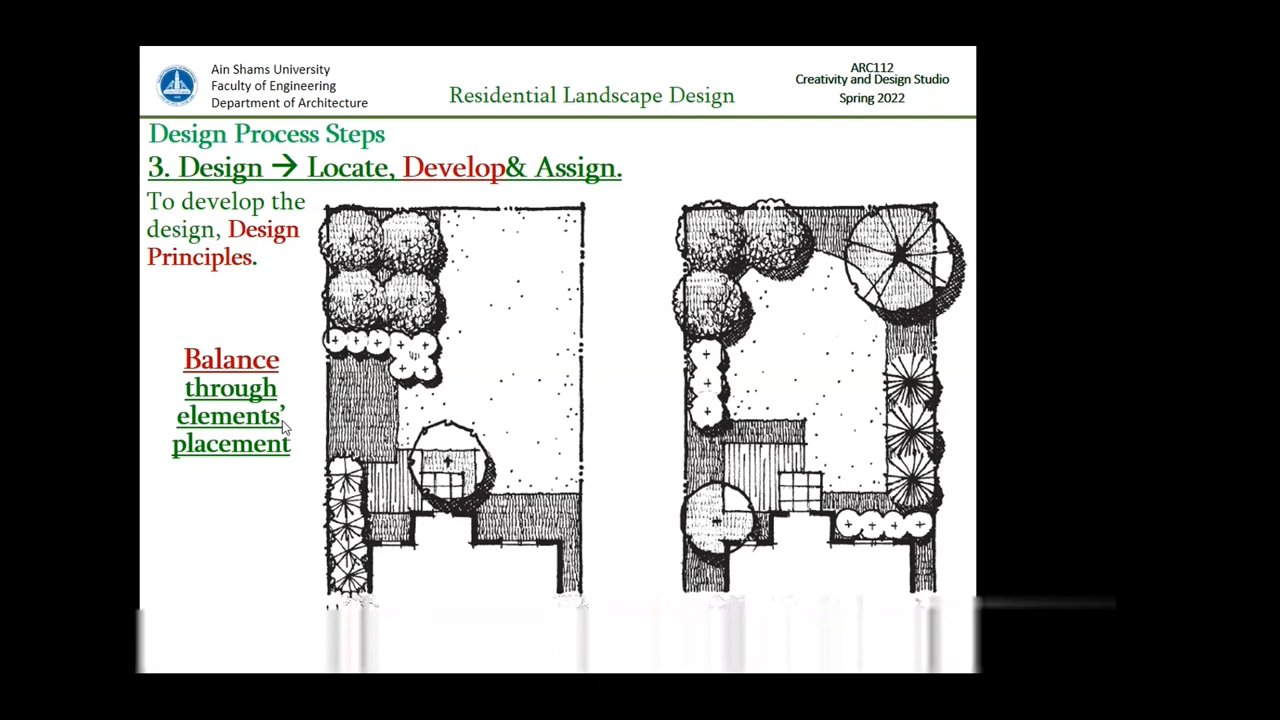 Ain Shams University
Faculty of Engineering
Department of Architecture
Residential Landscape Design
ARC112
Creativity and Design Studio
Spring 2022
Design Process Steps
3. Design → Locate, Develop& Assign.
To develop the
design, Design
Principles.
Balance
through
elements’
placement